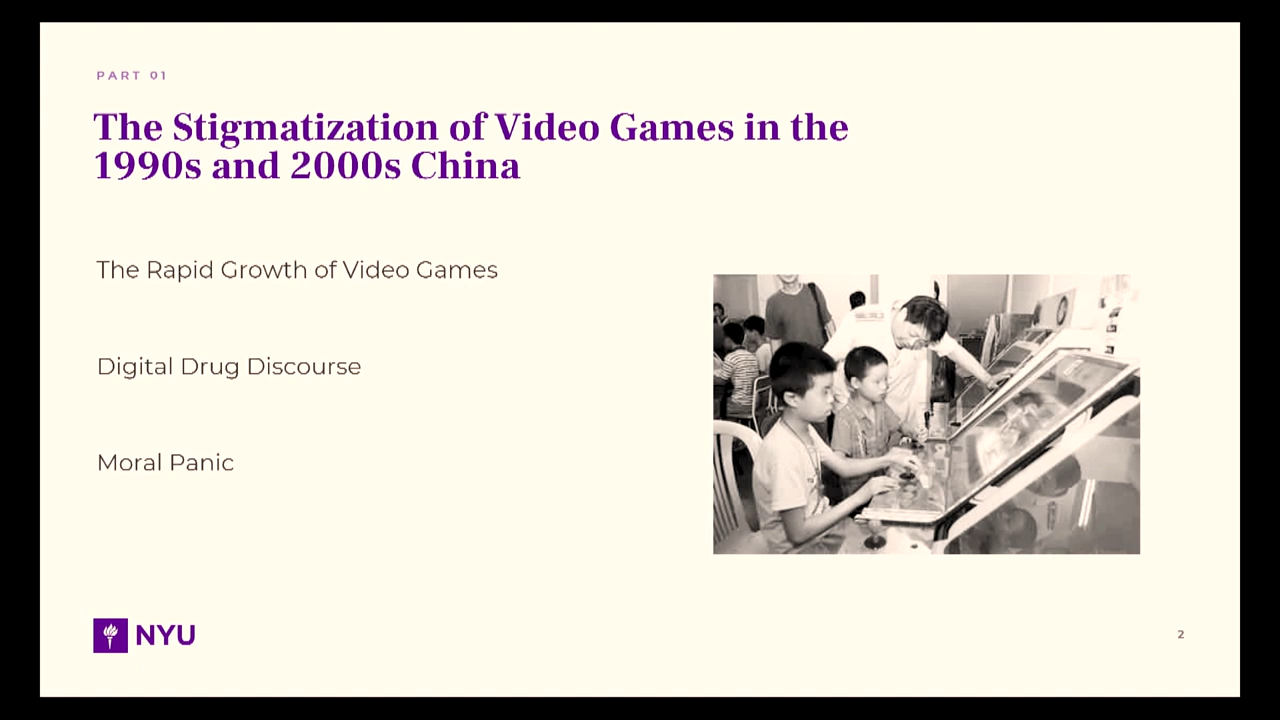 PART 01
The Stigmatization of Video Games in the
1990s and 2000s China
The Rapid Growth of Video Games
Digital Drug Discourse
Moral Panic
NYU
2